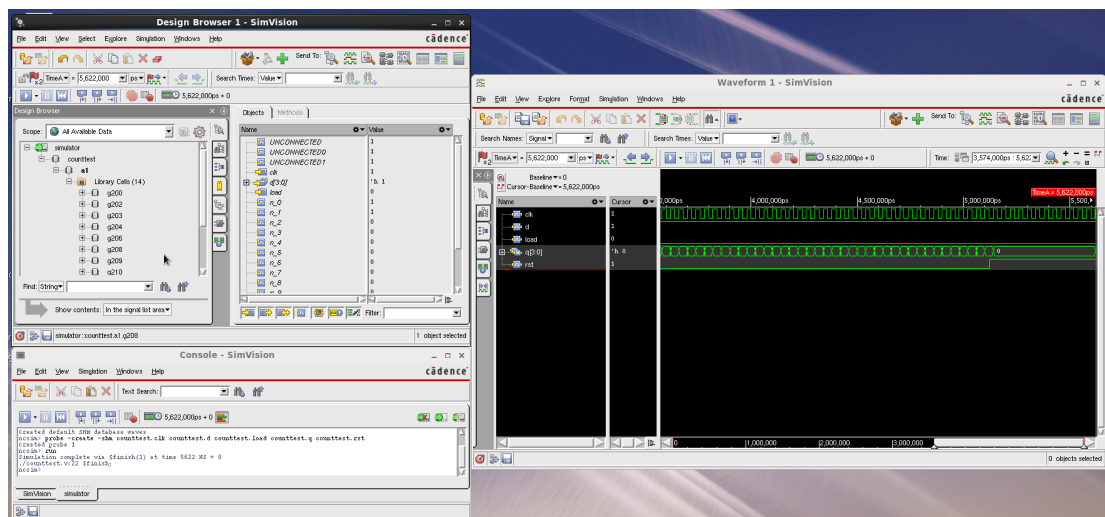 Design Browser 1 - SimVision
File Edit View Select Explore Simulation Windows Help
cādence
Send To:
x2 TimeA = 5,622,000 ps
Search Times: Value
5,622,000ps + 0
Design Browser
Scope: All Available Data
simulator
counttest
a1
Library Cells (14)
g200
g202
g203
g204
g206
g208
g209
g210
Find: String
Show contents: In the signal list area
Objects Methods
Name Value
UNCONNECTED 1
UNCONNECTED0 1
UNCONNECTED1 1
clk 1
q[3:0] 'h 1
load 0
n_0 1
n_1 1
n_2 0
n_3 0
n_4 0
n_5 0
n_6 0
n_7 0
n_8 0
n_9 0
Filter:
simulator::counttest.a1.g208
1 object selected
Console - SimVision
File Edit View Simulation Windows Help
cādence
Text Search:
5,622,000ps + 0
Created default SHM database waves
ncsim> probe -create -shm counttest.clk counttest.d counttest.load counttest.q counttest.rst
Created probe 1
ncsim> run
Simulation complete via $finish(1) at time 5622 NS + 0
./counttest.v:22 $finish;
ncsim>
SimVision simulator
Waveform 1 - SimVision
File Edit View Explore Format Simulation Windows Help
cādence
Send To:
Search Names: Signal
Search Times: Value
x2 TimeA = 5,622,000 ps
5,622,000ps + 0
Time: 3,574,000ps : 5,62
Baseline = 0
Cursor-Baseline = 5,622,000ps
TimeA = 5,622,000ps
Name Cursor
0,000ps 4,000,000ps 4,500,000ps 5,000,000ps 5,500,
clk 1
d 1
load 0
q[3:0] 'h 0
0
rst 1
0 1,000,000ps 2,000,000ps 3,000,000ps
0 objects selected